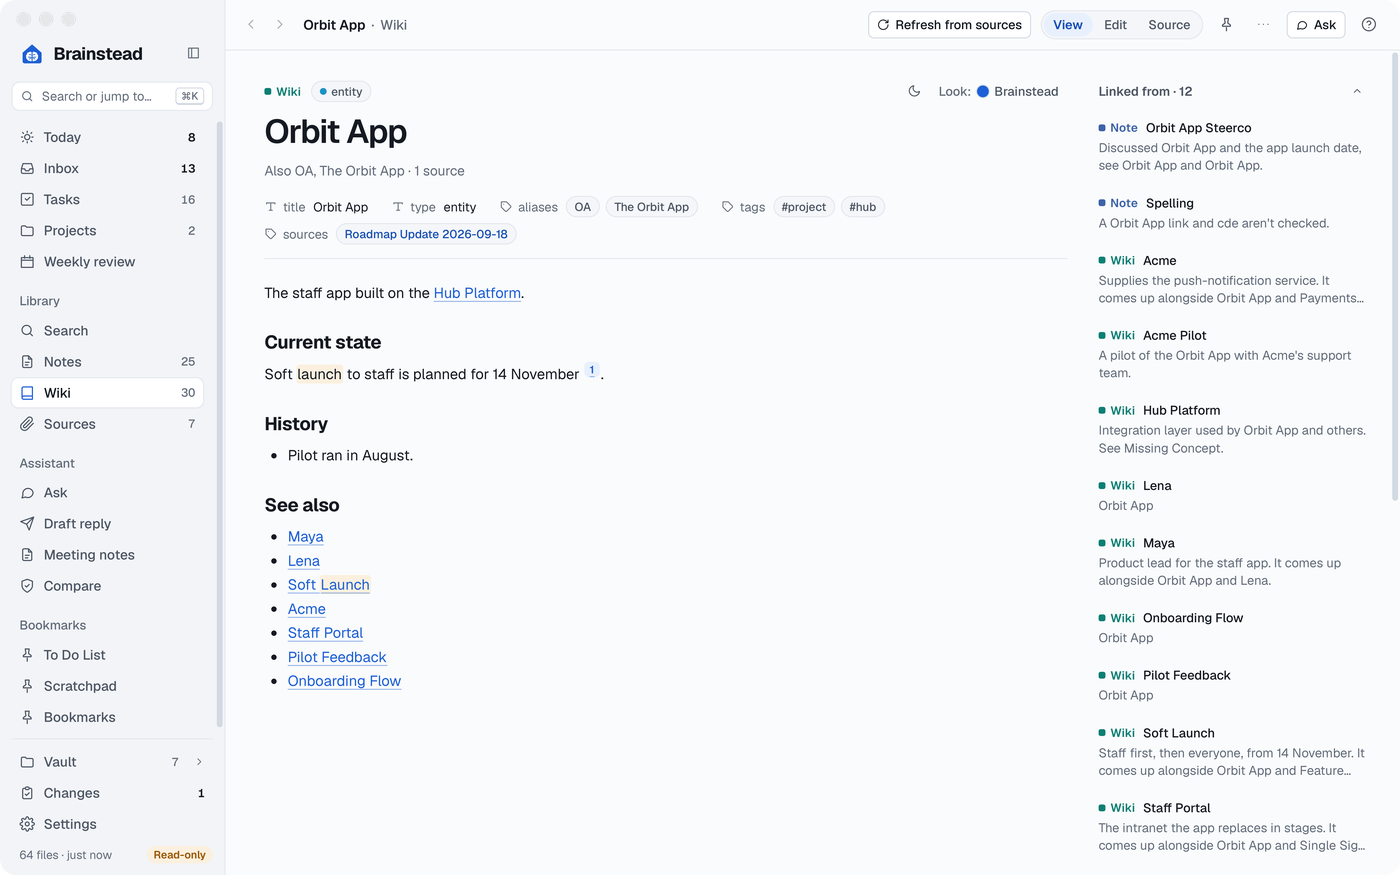 Brainstead
Search or jump to... ⌘K
Today 8
Inbox 13
Tasks 16
Projects 2
Weekly review
Library
Search
Notes 25
Wiki 30
Sources 7
Assistant
Ask
Draft reply
Meeting notes
Compare
Bookmarks
To Do List
Scratchpad
Bookmarks
Vault 7
Changes 1
Settings
64 files · just now Read-only
Orbit App · Wiki
Refresh from sources View Edit Source ... Ask
Wiki entity
Look: Brainstead
Orbit App
Also OA, The Orbit App · 1 source
title Orbit App type entity aliases OA The Orbit App tags #project #hub
sources Roadmap Update 2026-09-18
The staff app built on the Hub Platform.
Current state
Soft launch to staff is planned for 14 November 1 .
History
• Pilot ran in August.
See also
• Maya
• Lena
• Soft Launch
• Acme
• Staff Portal
• Pilot Feedback
• Onboarding Flow
Linked from · 12
Note Orbit App Steerco
Discussed Orbit App and the app launch date,
see Orbit App and Orbit App.
Note Spelling
A Orbit App link and cde aren't checked.
Wiki Acme
Supplies the push-notification service. It
comes up alongside Orbit App and Payments...
Wiki Acme Pilot
A pilot of the Orbit App with Acme's support
team.
Wiki Hub Platform
Integration layer used by Orbit App and others.
See Missing Concept.
Wiki Lena
Orbit App
Wiki Maya
Product lead for the staff app. It comes up
alongside Orbit App and Lena.
Wiki Onboarding Flow
Orbit App
Wiki Pilot Feedback
Orbit App
Wiki Soft Launch
Staff first, then everyone, from 14 November. It
comes up alongside Orbit App and Feature...
Wiki Staff Portal
The intranet the app replaces in stages. It
comes up alongside Orbit App and Single Sig...